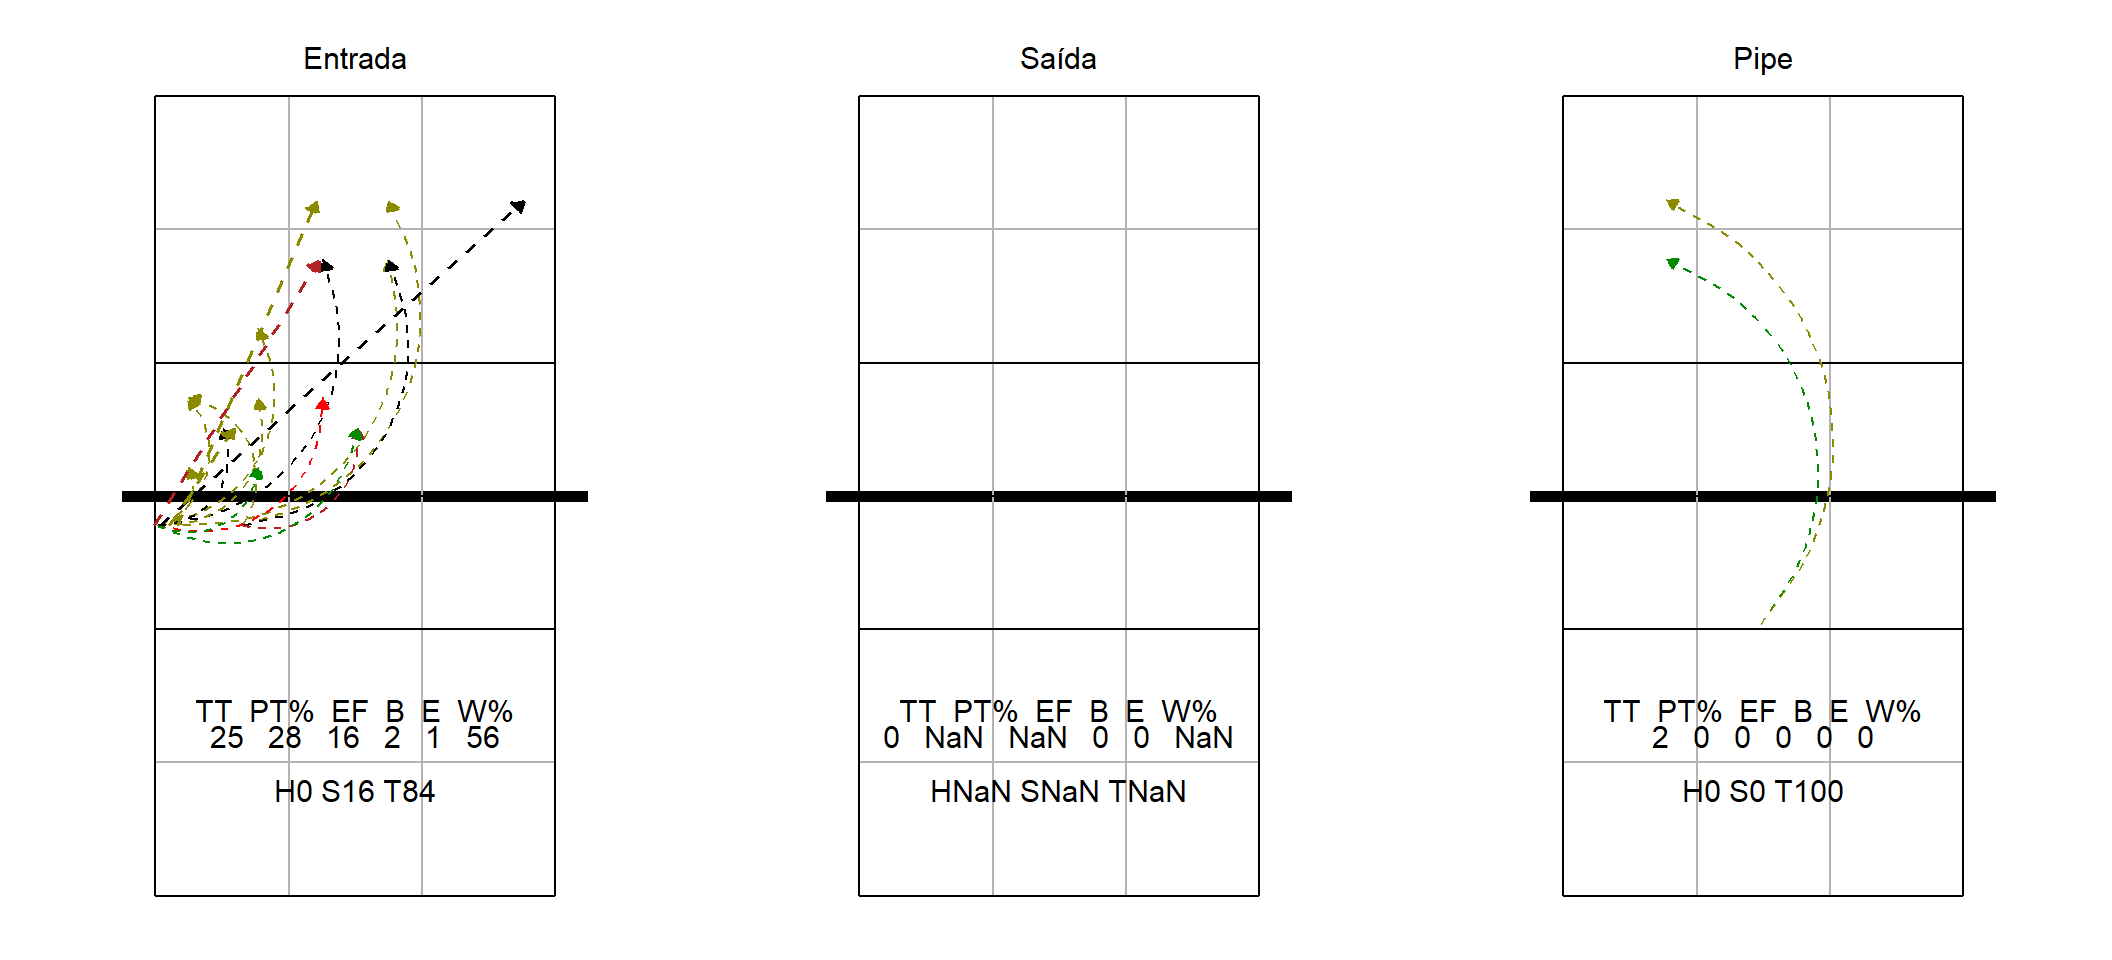 Entrada
TT PT% EF B E W%
25 28 16 2 1 56
H0 S16 T84
Saída
TT PT% EF B E W%
0 NaN NaN 0 0 NaN
HNaN SNaN TNaN
Pipe
TT PT% EF B E W%
2 0 0 0 0 0
H0 S0 T100